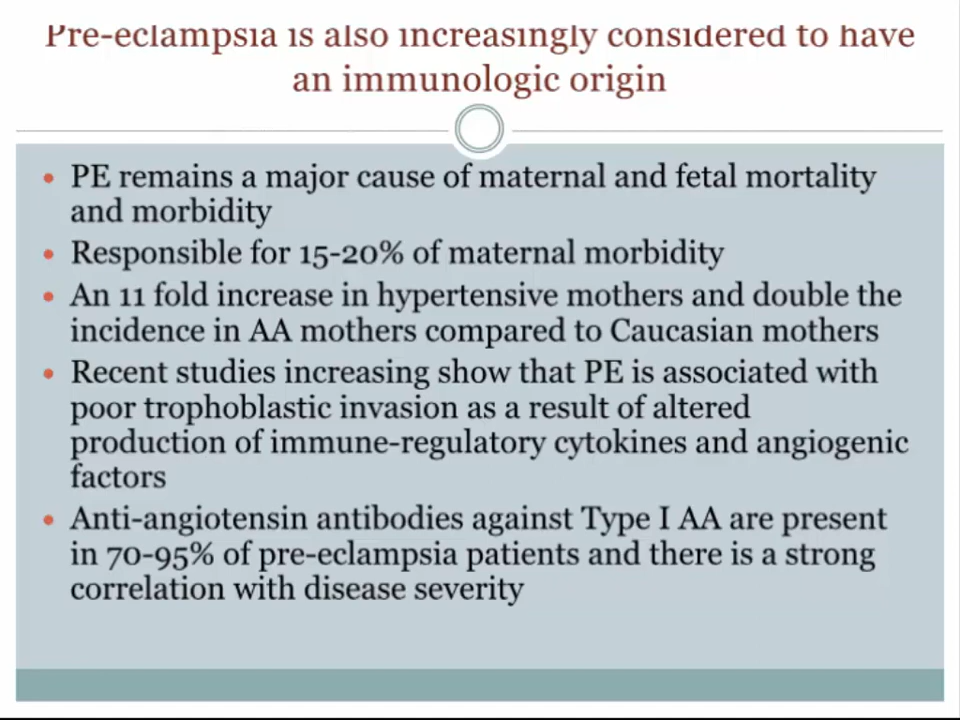 Pre-eclampsia is also increasingly considered to have
an immunologic origin
• PE remains a major cause of maternal and fetal mortality
and morbidity
• Responsible for 15-20% of maternal morbidity
• An 11 fold increase in hypertensive mothers and double the
incidence in AA mothers compared to Caucasian mothers
• Recent studies increasing show that PE is associated with
poor trophoblastic invasion as a result of altered
production of immune-regulatory cytokines and angiogenic
factors
• Anti-angiotensin antibodies against Type I AA are present
in 70-95% of pre-eclampsia patients and there is a strong
correlation with disease severity